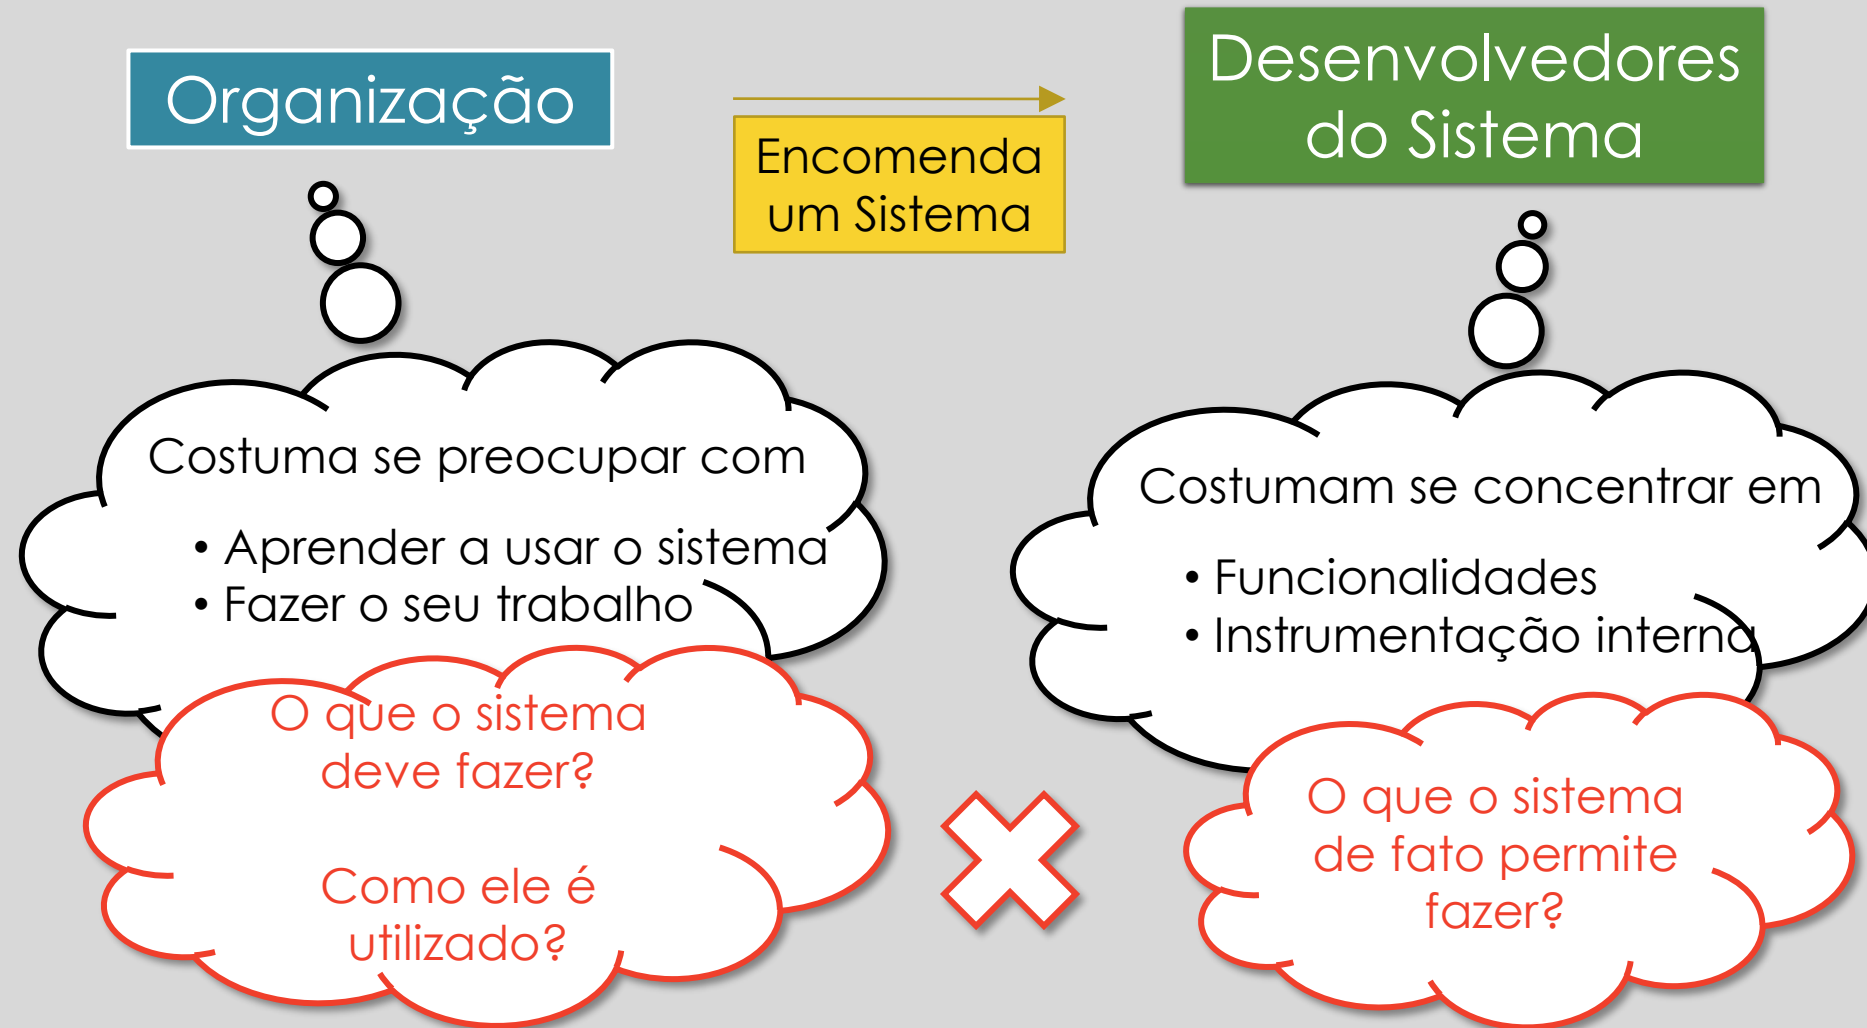 Organização
Encomenda
um Sistema
Desenvolvedores
do Sistema
Costuma se preocupar com
• Aprender a usar o sistema
• Fazer o seu trabalho
O que o sistema
deve fazer?
Como ele é
utilizado?
Costumam se concentrar em
• Funcionalidades
• Instrumentação interna
O que o sistema
de fato permite
fazer?